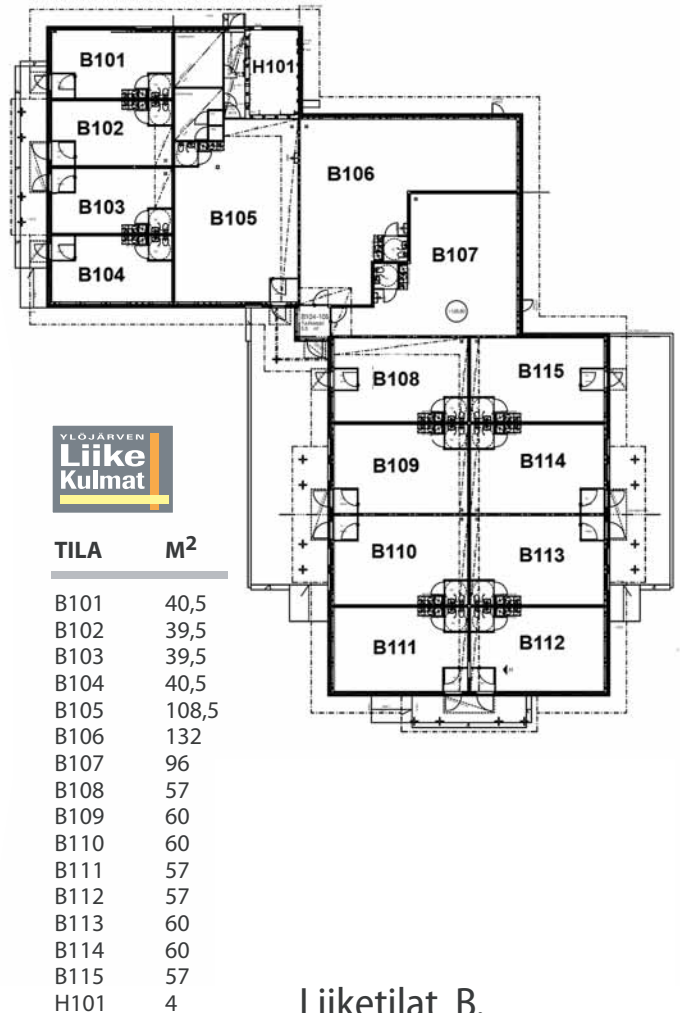 B101
H101
B102
B106
B103
B105
B107
B104
B108
B115
B109
B114
B110
B113
B111
B112
YLÖJÄRVEN
Liike
Kulmat
TILA M²
B101 40,5
B102 39,5
B103 39,5
B104 40,5
B105 108,5
B106 132
B107 96
B108 57
B109 60
B110 60
B111 57
B112 57
B113 60
B114 60
B115 57
H101 4
Liiketilat B.